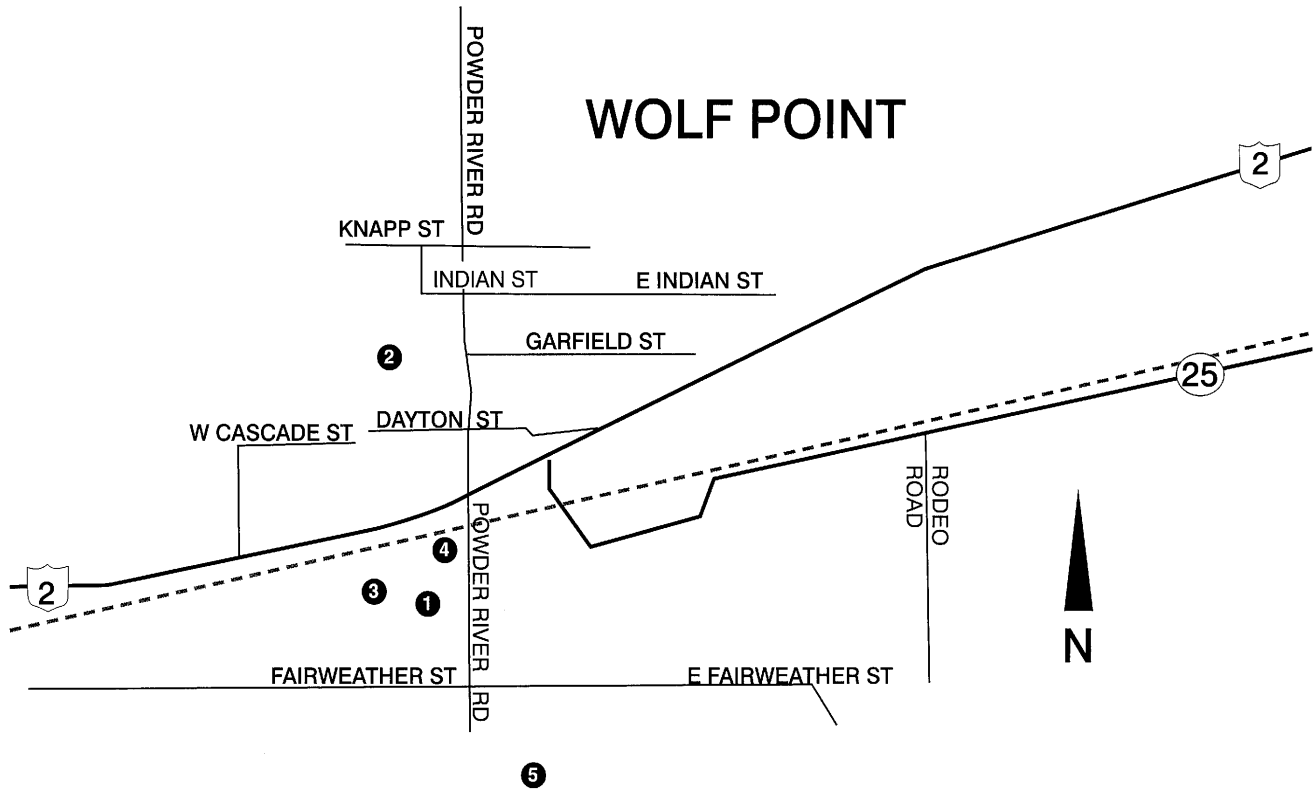 POWDER RIVER RD
WOLF POINT
2
KNAPP ST
INDIAN ST
E INDIAN ST
GARFIELD ST
2
25
DAYTON ST
W CASCADE ST
RODEO
ROAD
POWDER RIVER RD
4
2
3
1
N
FAIRWEATHER ST
E FAIRWEATHER ST
5